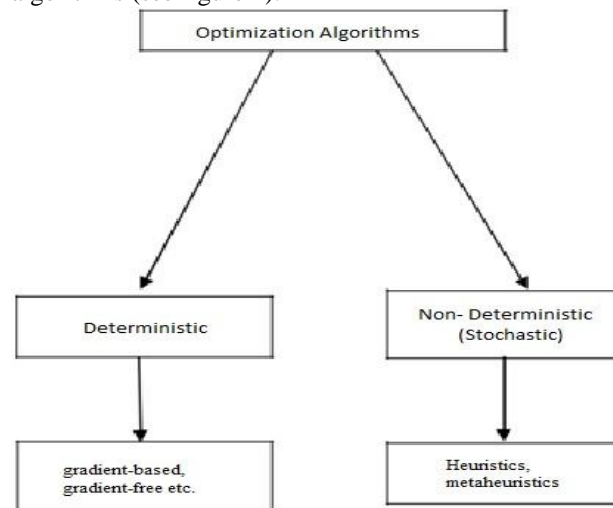 Optimization Algorithms
Deterministic
Non- Deterministic
(Stochastic)
gradient-based,
gradient-free etc.
Heuristics,
metaheuristics